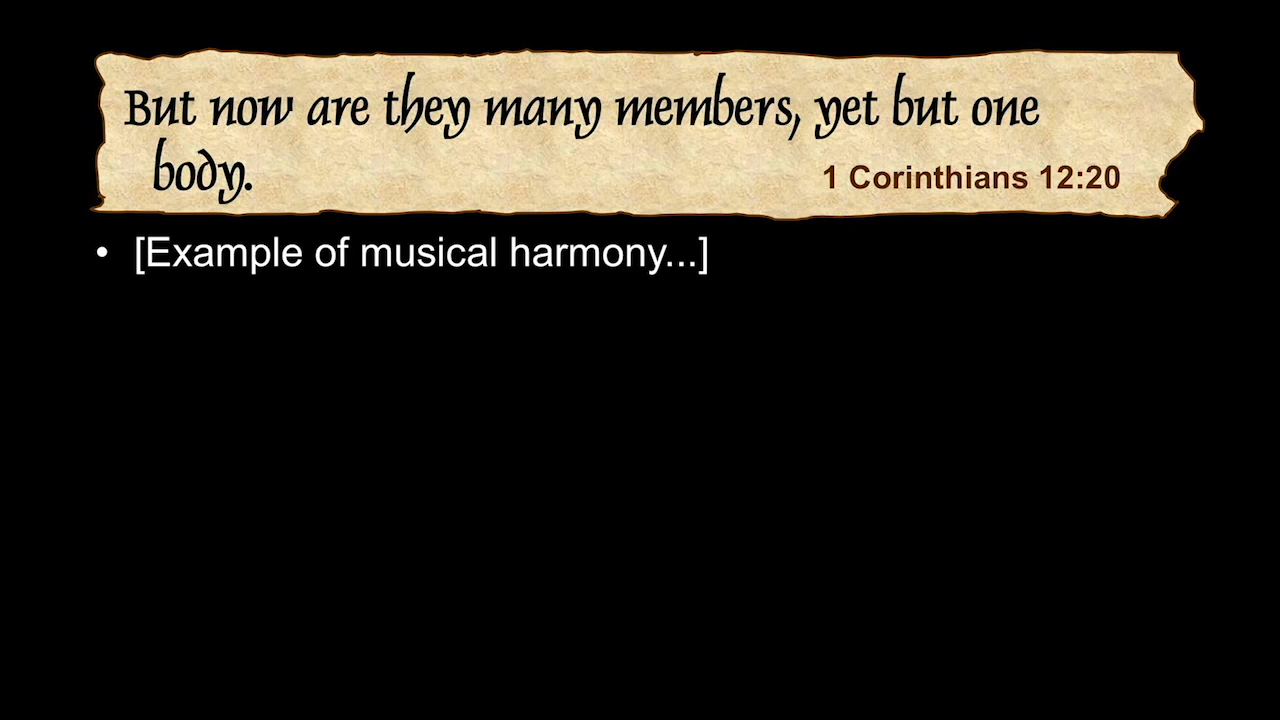 But now are they many members, yet but one
body.
1 Corinthians 12:20
• [Example of musical harmony...]